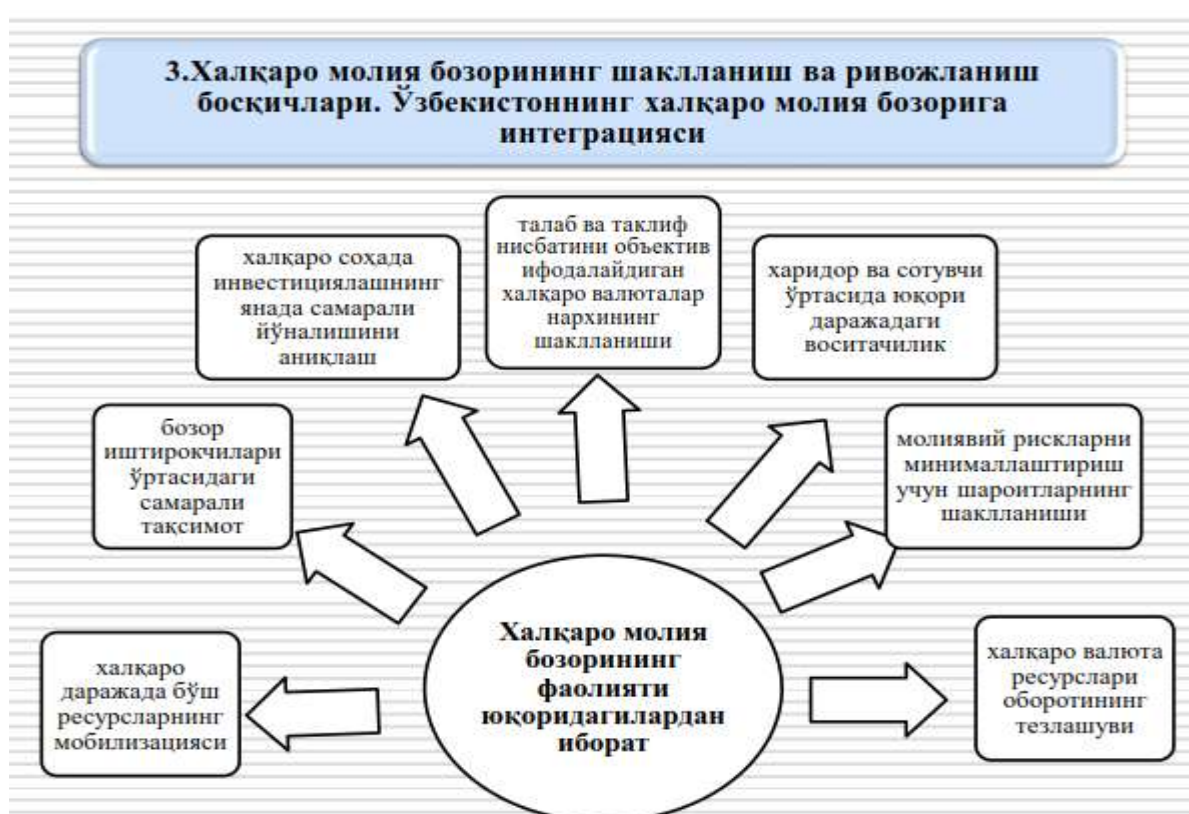 3.Халқаро молия бозорининг шаклланиш ва ривожланиш
босқичлари. Ўзбекистоннинг халқаро молия бозорига
интеграцияси
халқаро соҳада
инвестициялашнинг
янада самарали
йўналишини
аниқлаш
талаб ва таклиф
нисбатини объектив
ифодалайдиган
халқаро валюталар
нархининг
шаклланиши
харидор ва сотувчи
ўртасида юқори
даражадаги
воситачилик
бозор
иштирокчилари
ўртасидаги
самарали
тақсимот
молиявий рискларни
минималлаштириш
учун шароитларнинг
шаклланиши
халқаро
даражада бўш
ресурсларнинг
мобилизацияси
Халқаро молия
бозорининг
фаолияти
юқоридагилардан
иборат
халқаро валюта
ресурслари
оборотининг
тезлашуви